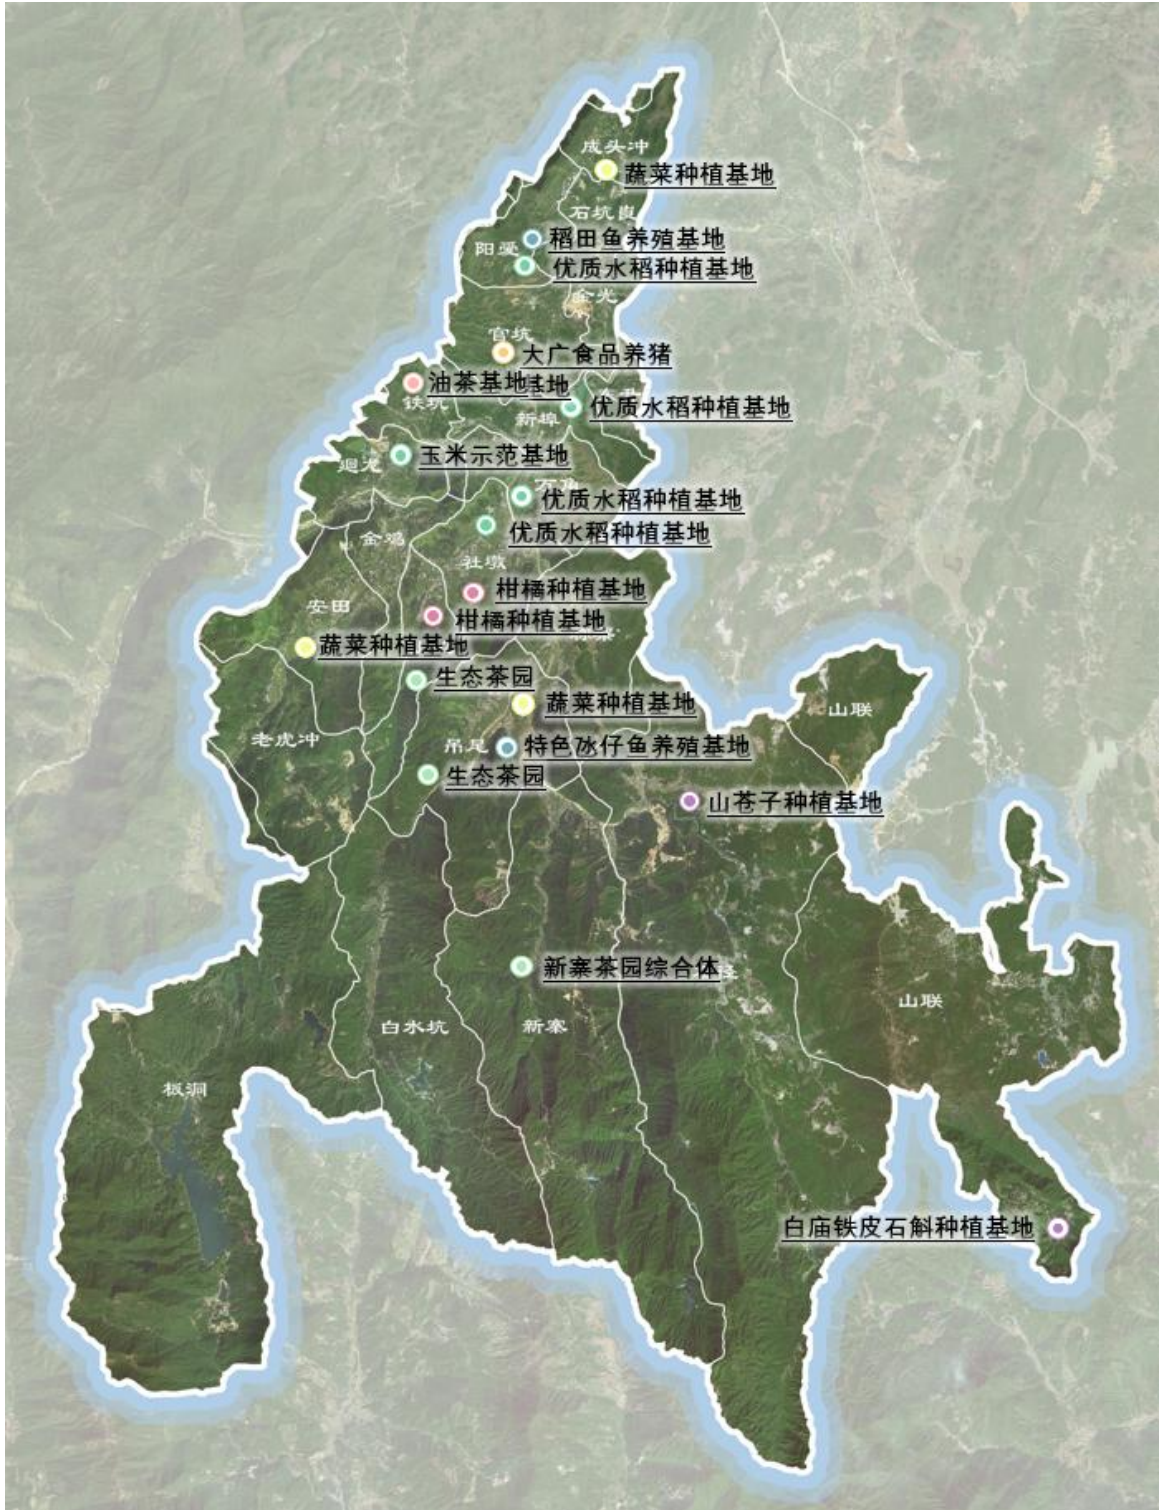 成头冲
蔬菜种植基地
石坑崀
稻田鱼养殖基地
阳爱
优质水稻种植基地
金光
官坑
大广食品养猪
油茶基地
基地
铁坑
优质水稻种植基地
新埠
玉米示范基地
廻龙
优质水稻种植基地
优质水稻种植基地
金鸡
社墩
柑橘种植基地
安田
柑橘种植基地
蔬菜种植基地
生态茶园
蔬菜种植基地
山联
老虎冲
吊尾
特色氹仔鱼养殖基地
生态茶园
山苍子种植基地
新寨茶园综合体
径
山联
白水坑
新寨
板洞
白庙铁皮石斛种植基地